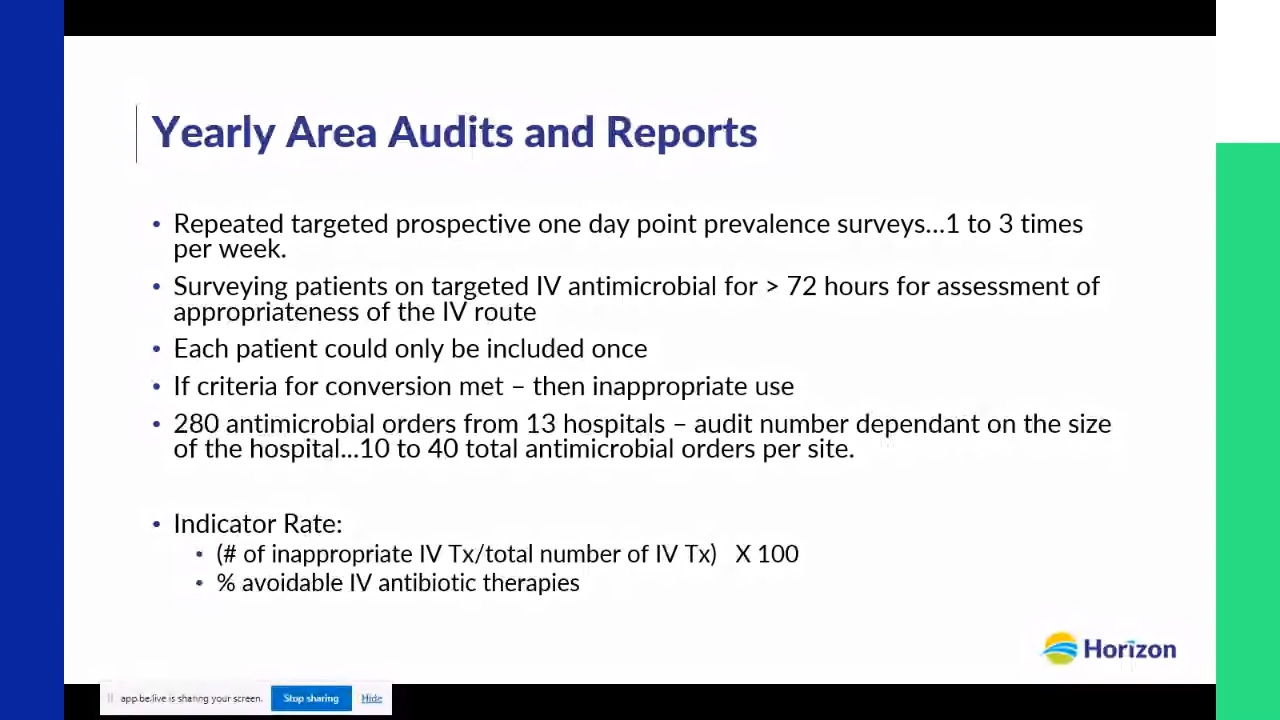 Yearly Area Audits and Reports
• Repeated targeted prospective one day point prevalence surveys...1 to 3 times
per week.
• Surveying patients on targeted IV antimicrobial for > 72 hours for assessment of
appropriateness of the IV route
• Each patient could only be included once
• If criteria for conversion met – then inappropriate use
• 280 antimicrobial orders from 13 hospitals – audit number dependant on the size
of the hospital...10 to 40 total antimicrobial orders per site.
• Indicator Rate:
• (# of inappropriate IV Tx/total number of IV Tx) X 100
• % avoidable IV antibiotic therapies
Horizon
app.be.live is sharing your screen. Stop sharing Hide